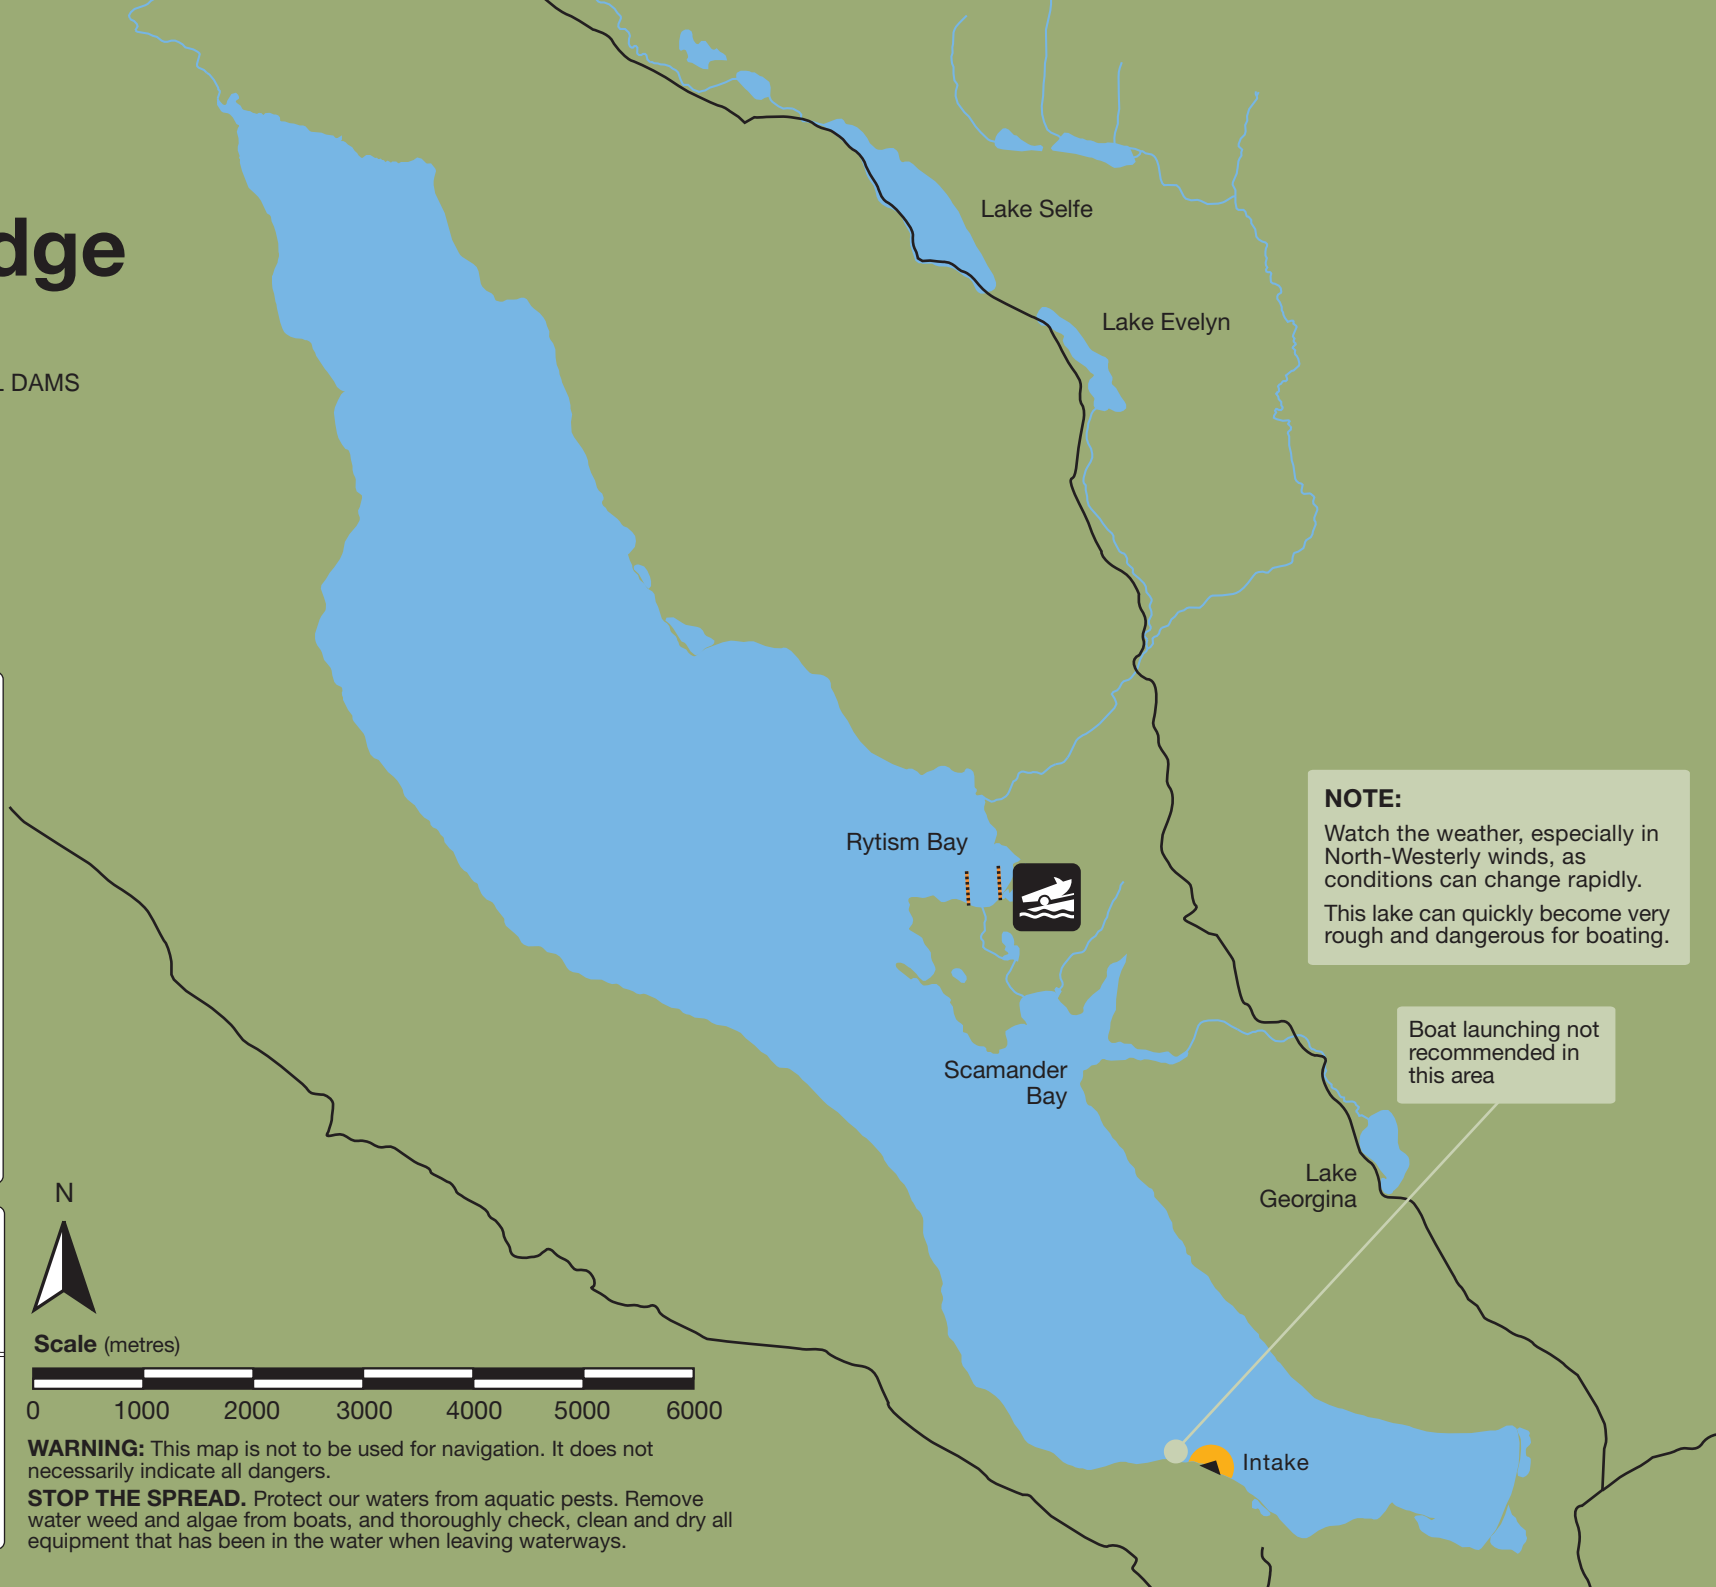 dge
DAMS
Lake Selfe
Lake Evelyn
Rytism Bay
NOTE:
Watch the weather, especially in
North-Westerly winds, as
conditions can change rapidly.
This lake can quickly become very
rough and dangerous for boating.
Boat launching not
recommended in
this area
Scamander
Bay
Lake
Georgina
N
Scale (metres)
0 1000 2000 3000 4000 5000 6000
Intake
WARNING: This map is not to be used for navigation. It does not
necessarily indicate all dangers.
STOP THE SPREAD. Protect our waters from aquatic pests. Remove
water weed and algae from boats, and thoroughly check, clean and dry all
equipment that has been in the water when leaving waterways.